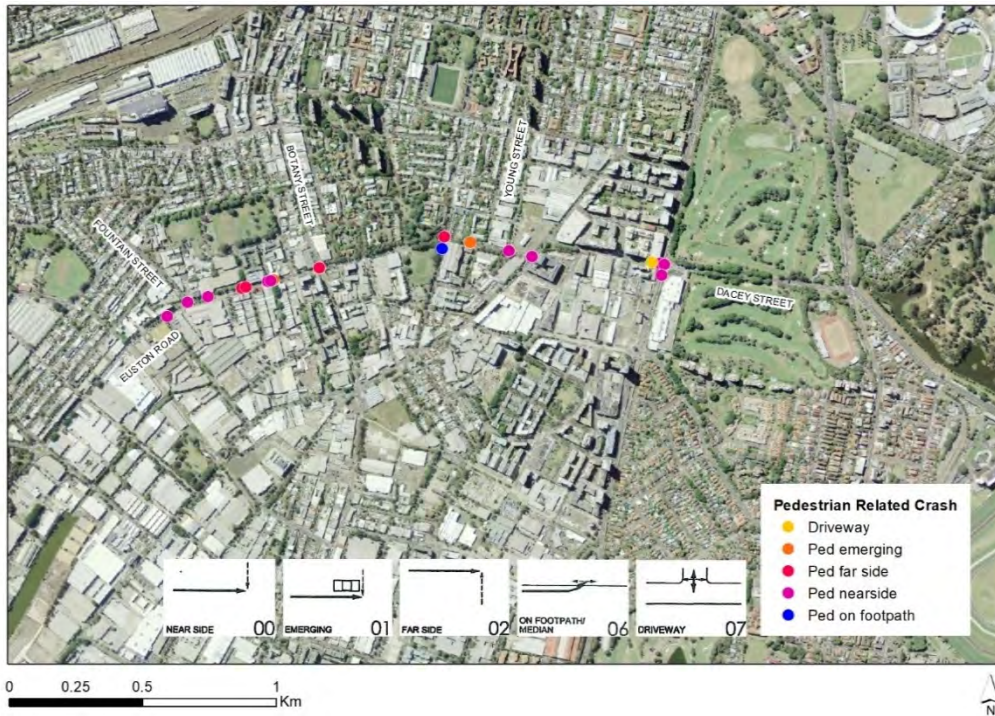 BOTANY STREET
YOUNG STREET
FOUNTAIN STREET
DACEY STREET
EUSTON ROAD
Pedestrian Related Crash
Driveway
Ped emerging
Ped far side
Ped nearside
Ped on footpath
NEAR SIDE 00
EMERGING 01
FAR SIDE 02
ON FOOTPATH/
MEDIAN 06
DRIVEWAY 07
0 0.25 0.5 1
Km
N